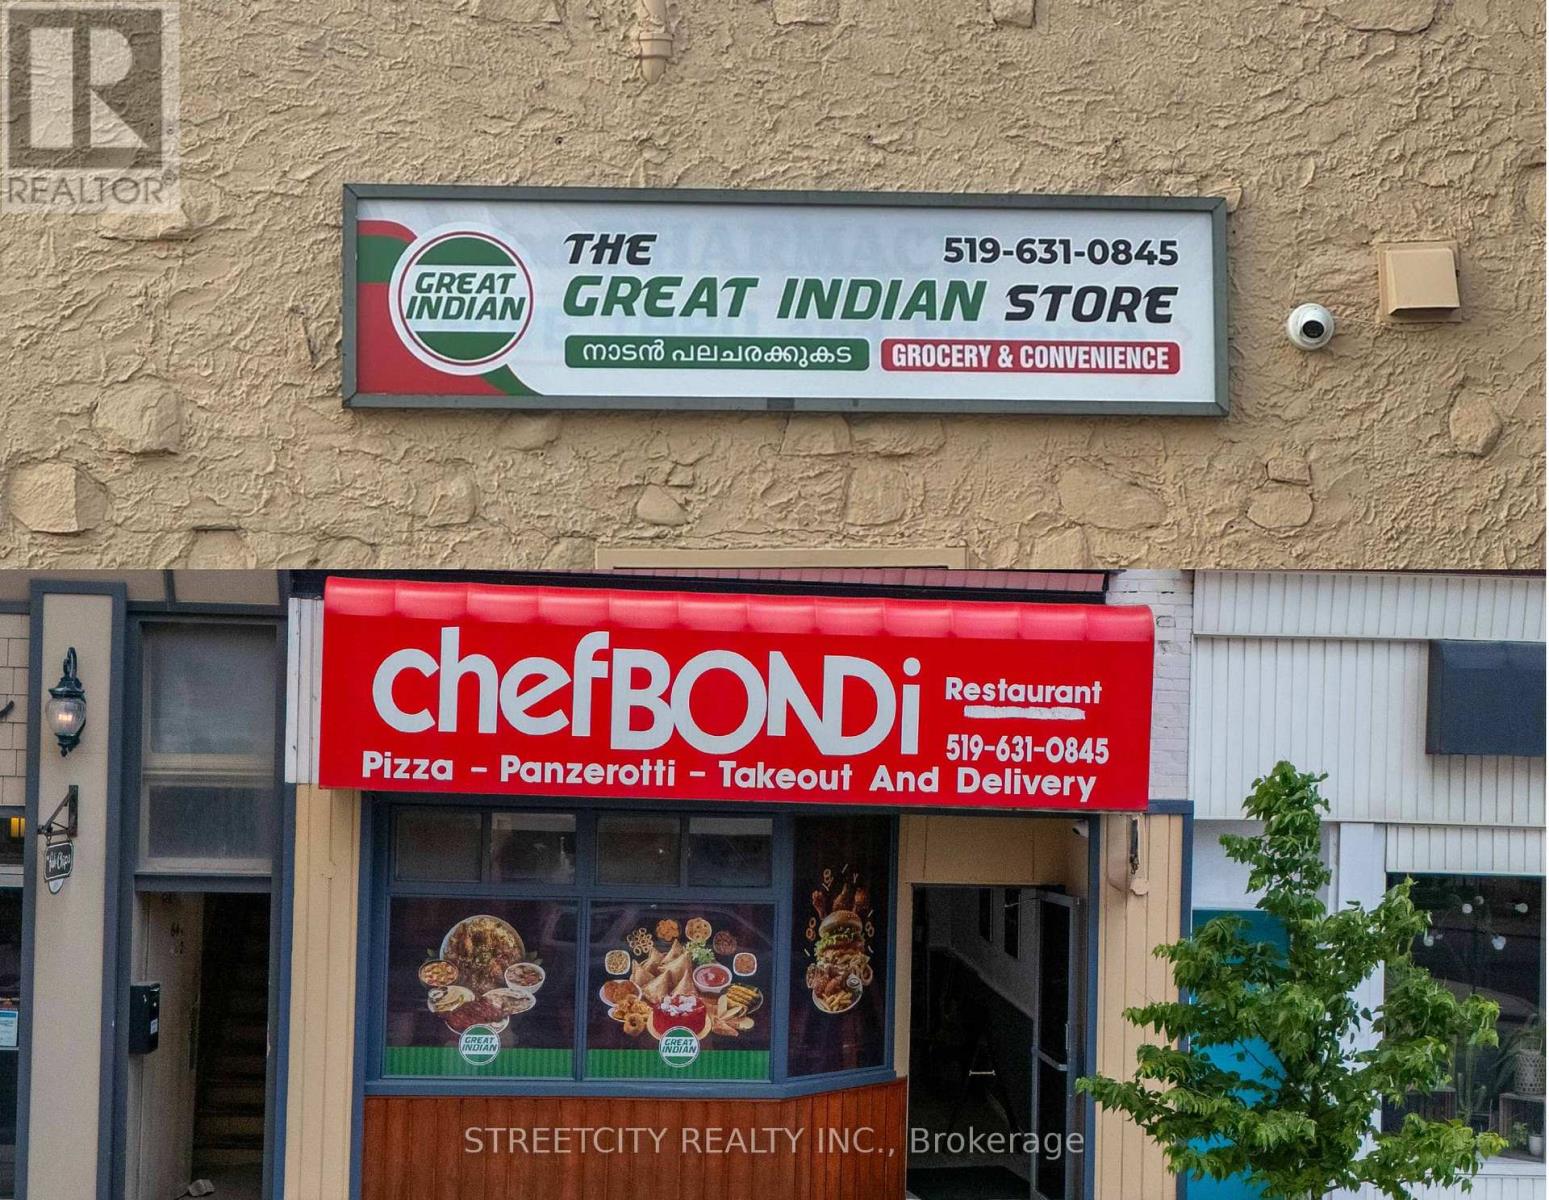 REALTOR®
THE
519-631-0845
GREAT INDIAN STORE
GREAT
INDIAN
നാടൻ പലചരക്കുകട
GROCERY & CONVENIENCE
chefBONDi
Restaurant
519-631-0845
Pizza - Panzerotti - Takeout And Delivery
GREAT
INDIAN
GREAT
INDIAN
STREETCITY REALTY INC., Brokerage